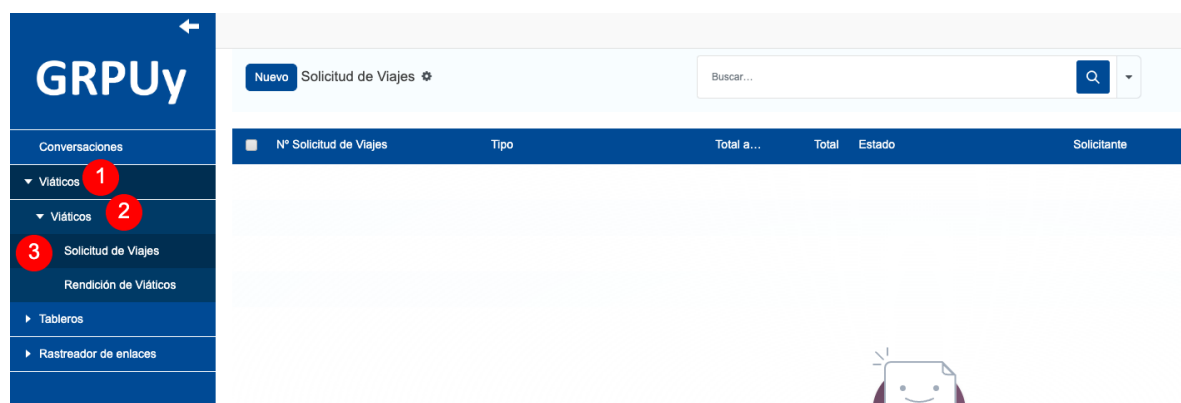 GRPUy
Conversaciones
Viáticos 1
Viáticos 2
3 Solicitud de Viajes
Rendición de Viáticos
Tableros
Rastreador de enlaces
Nuevo Solicitud de Viajes Buscar...
Nº Solicitud de Viajes Tipo Total a... Total Estado Solicitante